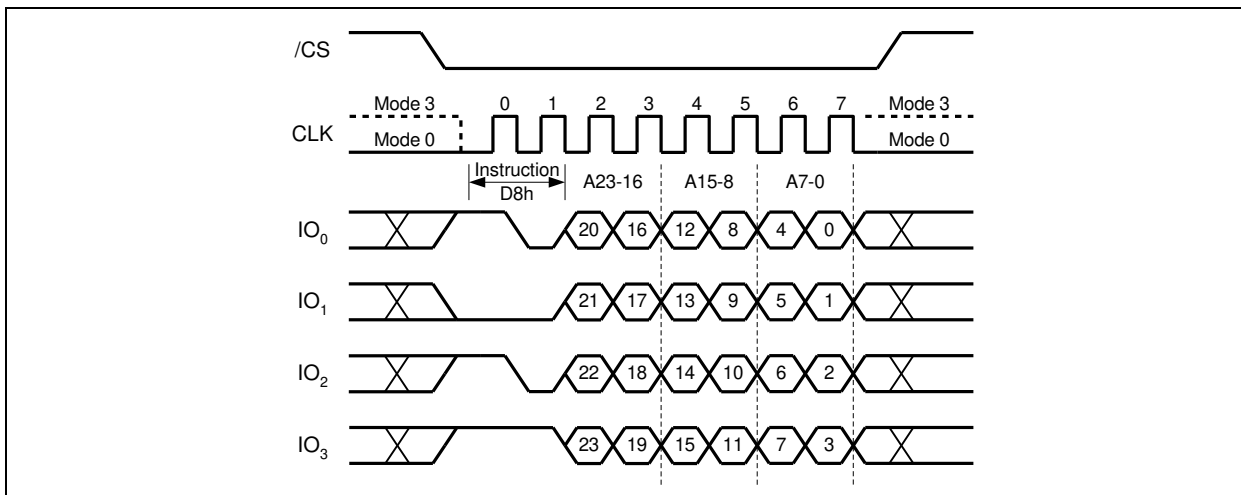 /CS
Mode 3 0 1 2 3 4 5 6 7 Mode 3
CLK
Mode 0 Mode 0
Instruction
D8h
A23-16 A15-8 A7-0
IO0 20 16 12 8 4 0
IO1 21 17 13 9 5 1
IO2 22 18 14 10 6 2
IO3 23 19 15 11 7 3